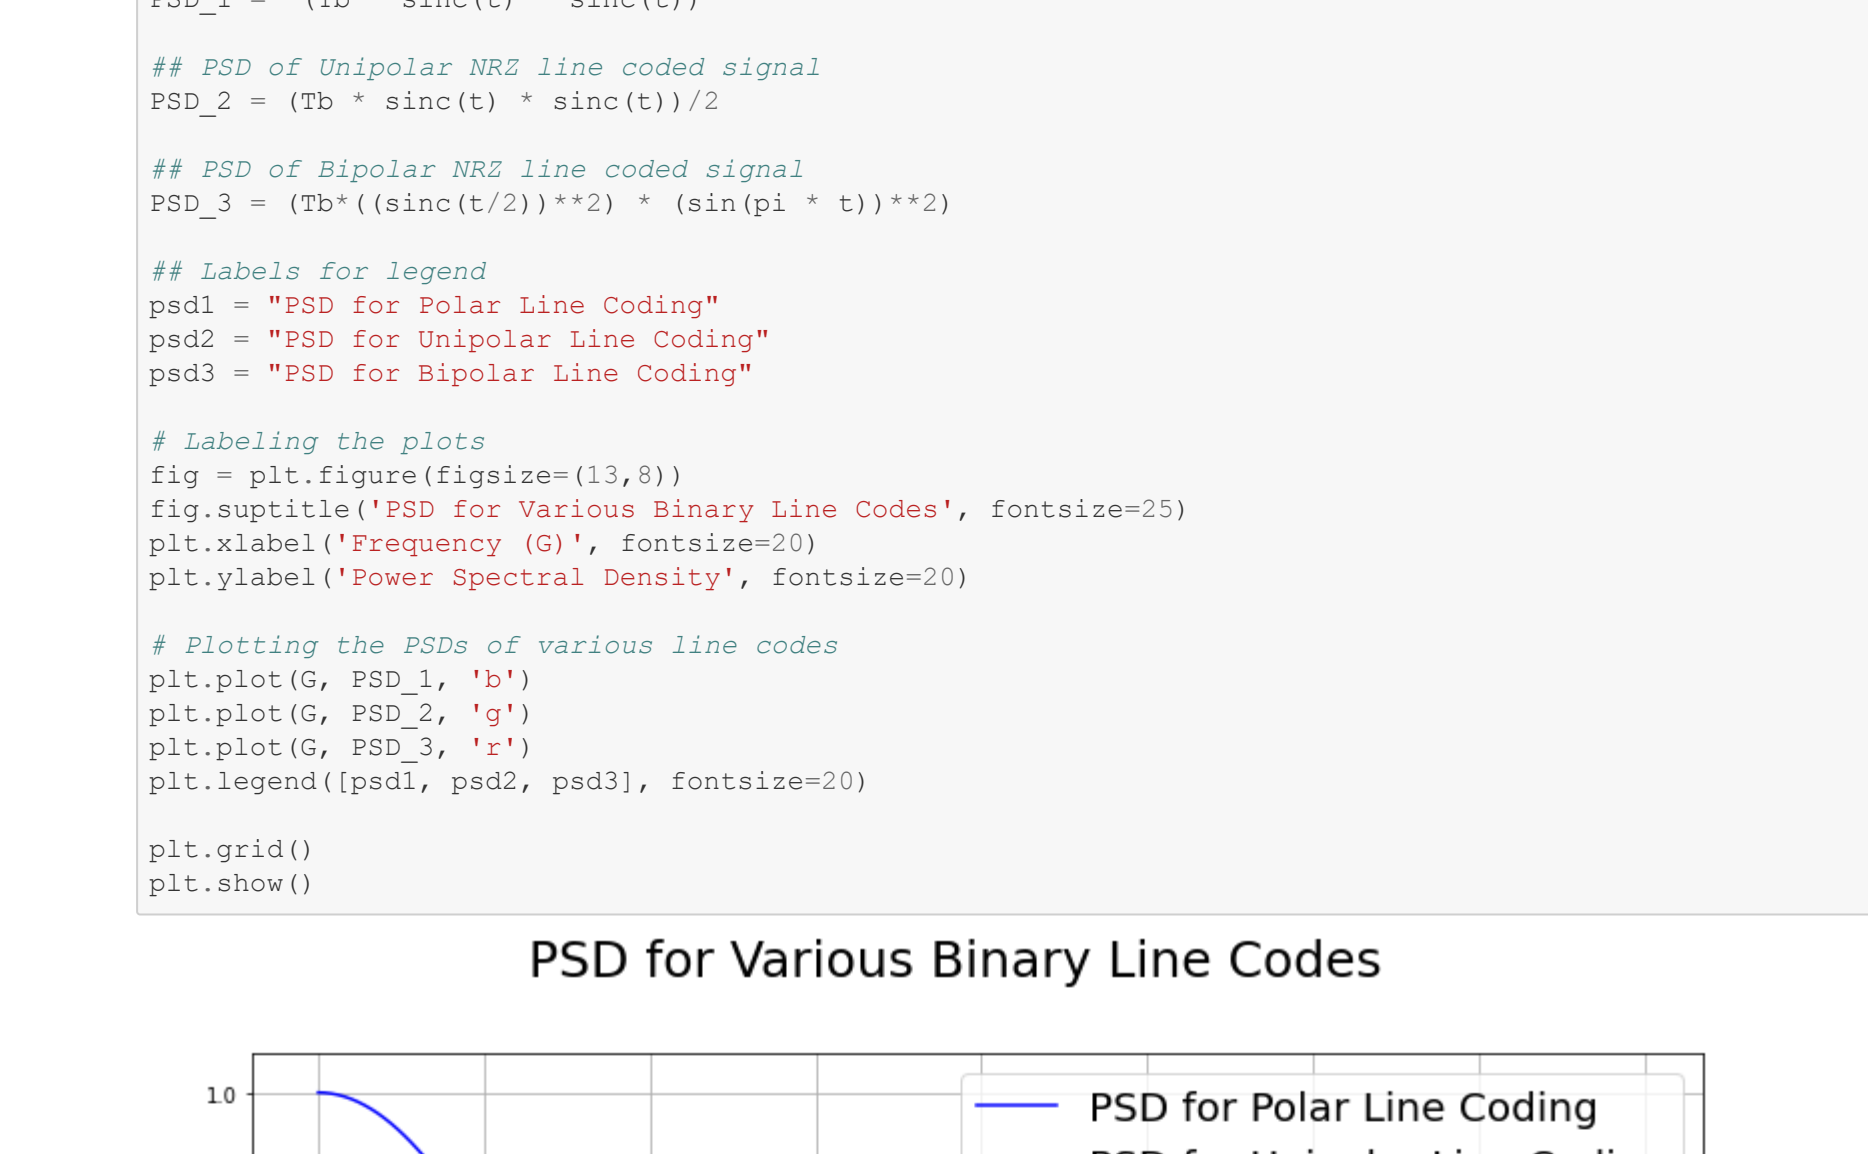 PSD_1 = (Tb * sinc(t) * sinc(t))
## PSD of Unipolar NRZ line coded signal
PSD_2 = (Tb * sinc(t) * sinc(t))/2
## PSD of Bipolar NRZ line coded signal
PSD_3 = (Tb*((sinc(t/2))**2) * (sin(pi * t))**2)
## Labels for legend
psd1 = "PSD for Polar Line Coding"
psd2 = "PSD for Unipolar Line Coding"
psd3 = "PSD for Bipolar Line Coding"
# Labeling the plots
fig = plt.figure(figsize=(13,8))
fig.suptitle('PSD for Various Binary Line Codes', fontsize=25)
plt.xlabel('Frequency (G)', fontsize=20)
plt.ylabel('Power Spectral Density', fontsize=20)
# Plotting the PSDs of various line codes
plt.plot(G, PSD_1, 'b')
plt.plot(G, PSD_2, 'g')
plt.plot(G, PSD_3, 'r')
plt.legend([psd1, psd2, psd3], fontsize=20)
plt.grid()
plt.show()
PSD for Various Binary Line Codes
1.0
PSD for Polar Line Coding